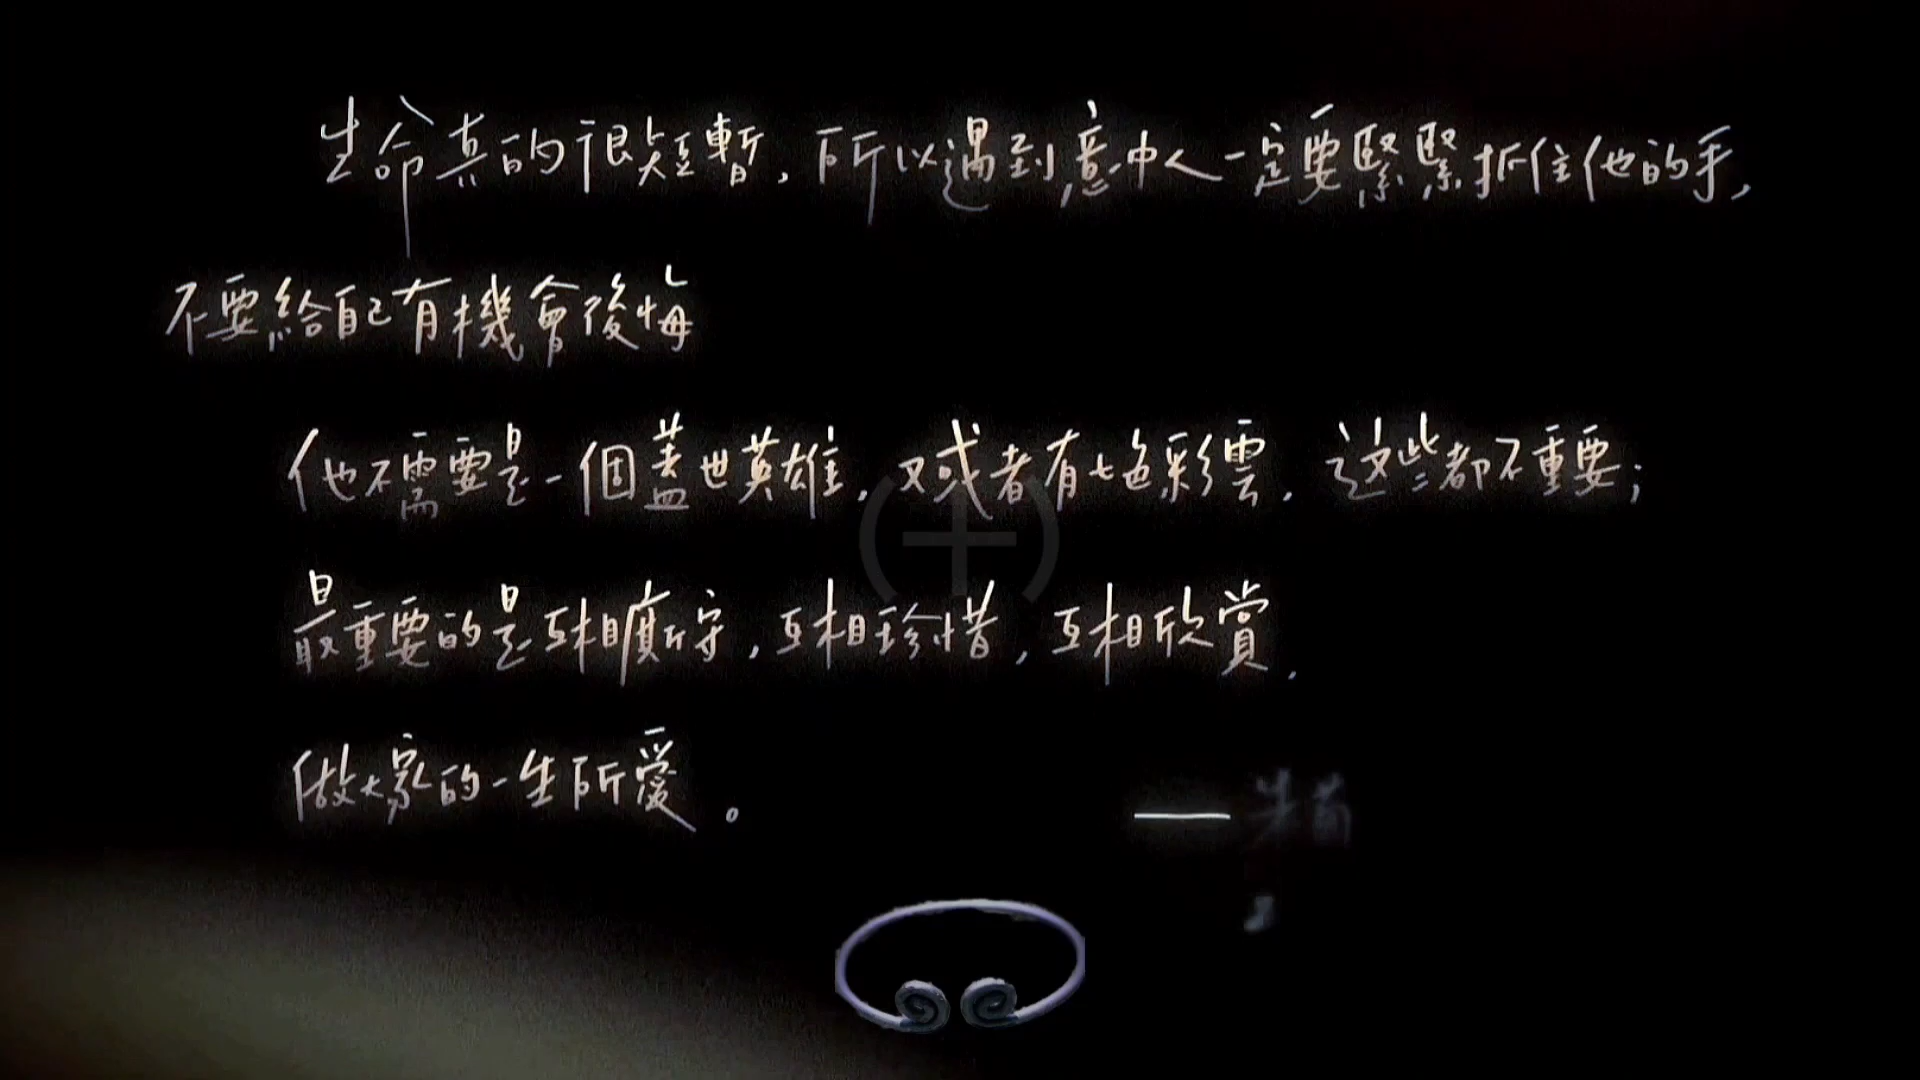 生命真的很短暫，所以遇到意中人一定要緊緊抓住他的手，
不要給自己有機會後悔
他不需要是一個蓋世英雄，又或者有七色彩雲，這些都不重要；
最重要的是互相廝守，互相珍惜，互相欣賞，
做大家的一生所愛。
——朱茵